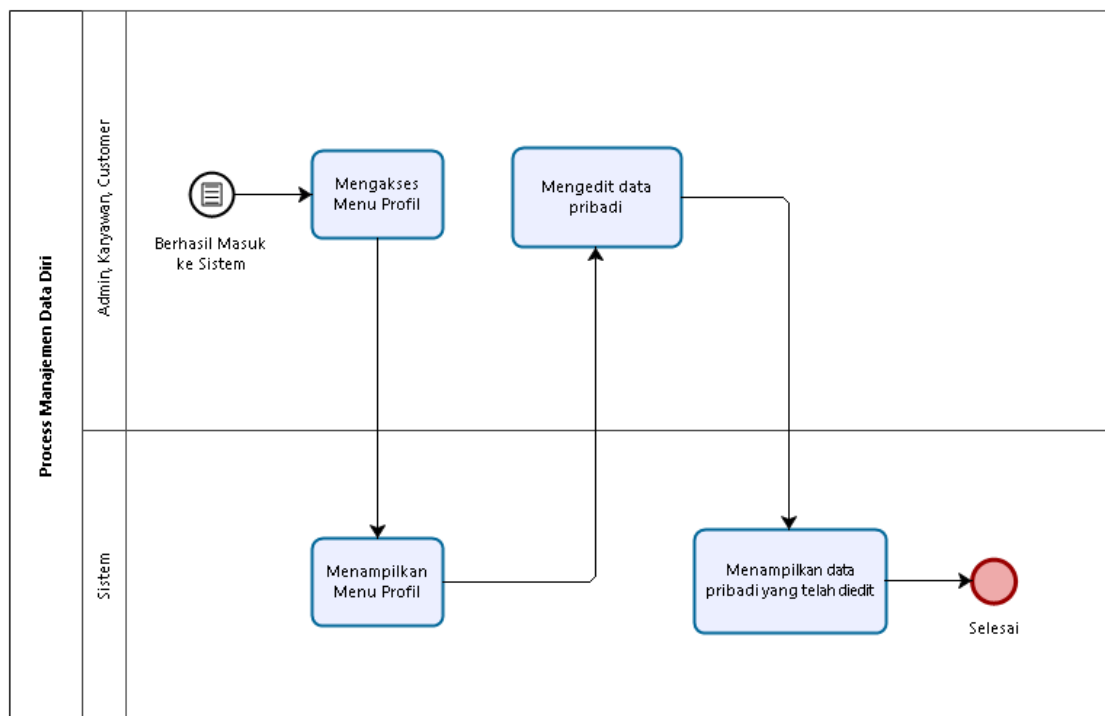 Process Manajemen Data Diri
Admin, Karyawan, Customer
Berhasil Masuk
ke Sistem
Mengakses
Menu Profil
Mengedit data
pribadi
Sistem
Menampilkan
Menu Profil
Menampilkan data
pribadi yang telah diedit
Selesai